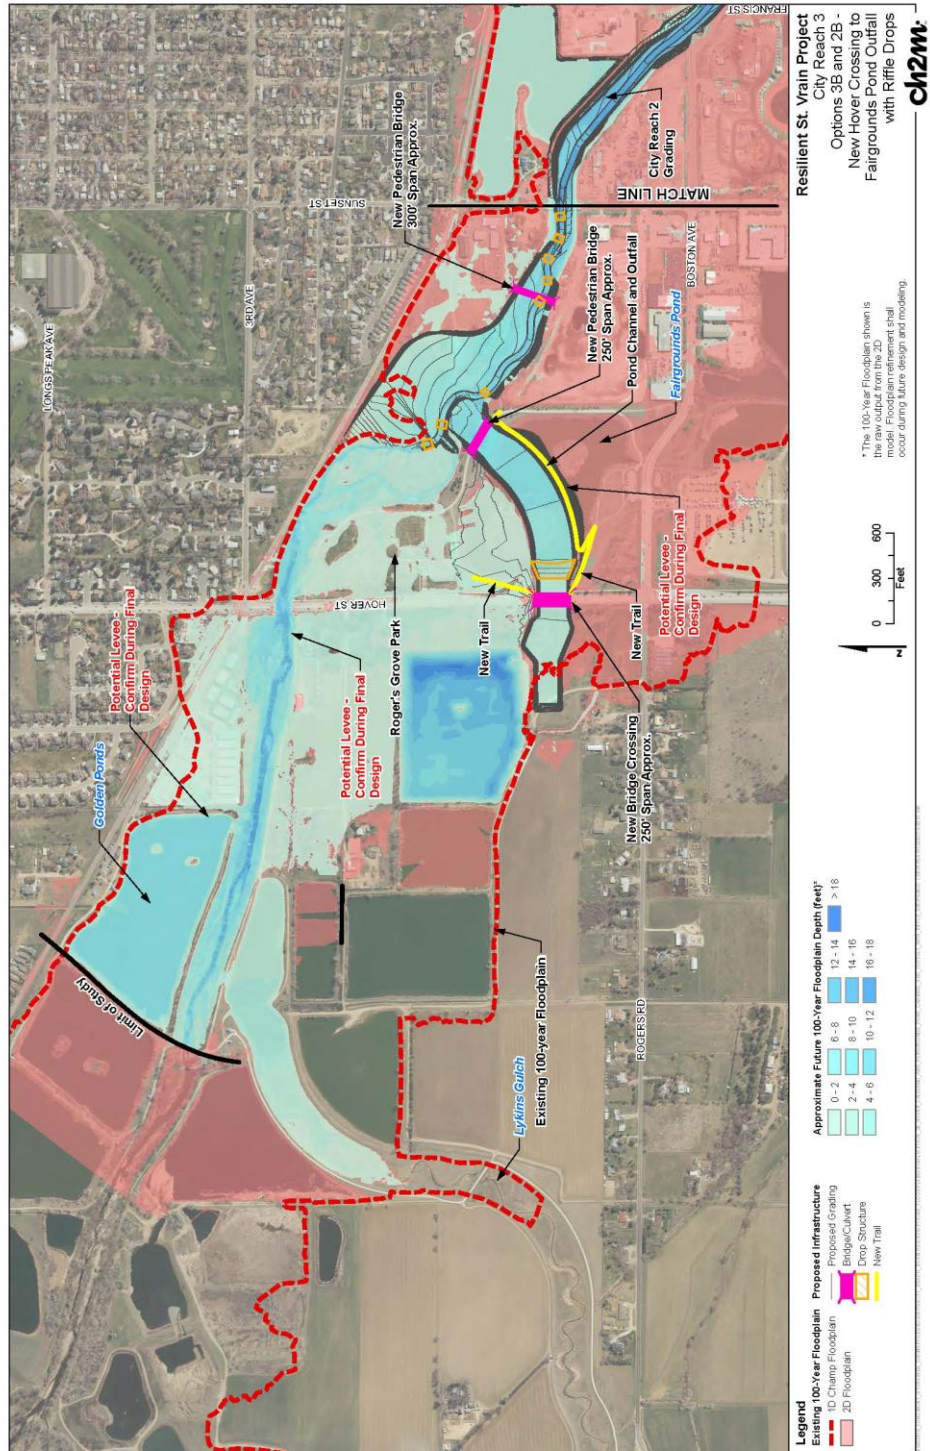 Resilient St. Vrain Project
City Reach 3
Options 3B and 2B -
New Hover Crossing to
Fairgrounds Pond Outfall
with Riffle Drops
ch2m:
LONGS PEAK AVE
3RD AVE
SUNSET ST
FRANCIS ST
HOVER ST
BOSTON AVE
ROGERS RD
Golden Ponds
Potential Levee -
Confirm During Final
Design
Limit of Study
Potential Levee -
Confirm During Final
Design
Roger's Grove Park
New Trail
New Pedestrian Bridge
300' Span Approx.
City Reach 2
Grading
MATCH LINE
New Pedestrian Bridge
250' Span Approx.
Pond Channel and Outfall
Fairgrounds Pond
Potential Levee -
Confirm During Final
Design
New Trail
New Bridge Crossing
250' Span Approx.
Existing 100-year Floodplain
Lykins Gulch
* The 100-Year Floodplain shown is
the raw output from the 2D
model. Floodplain refinement shall
occur during future design and modeling.
N
0 300 600
Feet
Legend
Existing 100-Year Floodplain
1D Champ Floodplain
2D Floodplain
Proposed Infrastructure
Proposed Grading
Bridge/Culvert
Drop Structure
New Trail
Approximate Future 100-Year Floodplain Depth (feet)*
0 - 2
2 - 4
4 - 6
6 - 8
8 - 10
10 - 12
12 - 14
14 - 16
16 - 18
> 18